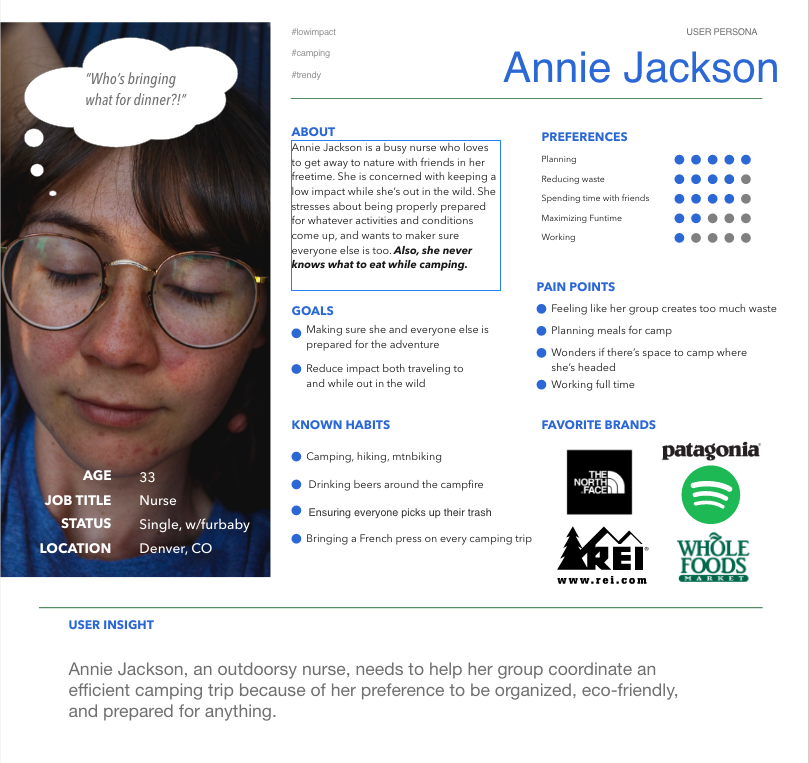 #lowimpact
#camping
#trendy
USER PERSONA
Annie Jackson
“Who’s bringing
what for dinner?!”
AGE 33
JOB TITLE Nurse
STATUS Single, w/furbaby
LOCATION Denver, CO
ABOUT
Annie Jackson is a busy nurse who loves
to get away to nature with friends in her
freetime. She is concerned with keeping a
low impact while she’s out in the wild. She
stresses about being properly prepared
for whatever activities and conditions
come up, and wants to make sure
everyone else is too. Also, she never
knows what to eat while camping.
GOALS
Making sure she and everyone else is
prepared for the adventure
Reduce impact both traveling to
and while out in the wild
KNOWN HABITS
Camping, hiking, mtnbiking
Drinking beers around the campfire
Ensuring everyone picks up their trash
Bringing a French press on every camping trip
PREFERENCES
Planning
Reducing waste
Spending time with friends
Maximizing Funtime
Working
PAIN POINTS
Feeling like her group creates too much waste
Planning meals for camp
Wonders if there’s space to camp where
she’s headed
Working full time
FAVORITE BRANDS
patagonia®
THE
NORTH
FACE
REI®
www.rei.com
WHOLE
FOODS
MARKET
USER INSIGHT
Annie Jackson, an outdoorsy nurse, needs to help her group coordinate an
efficient camping trip because of her preference to be organized, eco-friendly,
and prepared for anything.